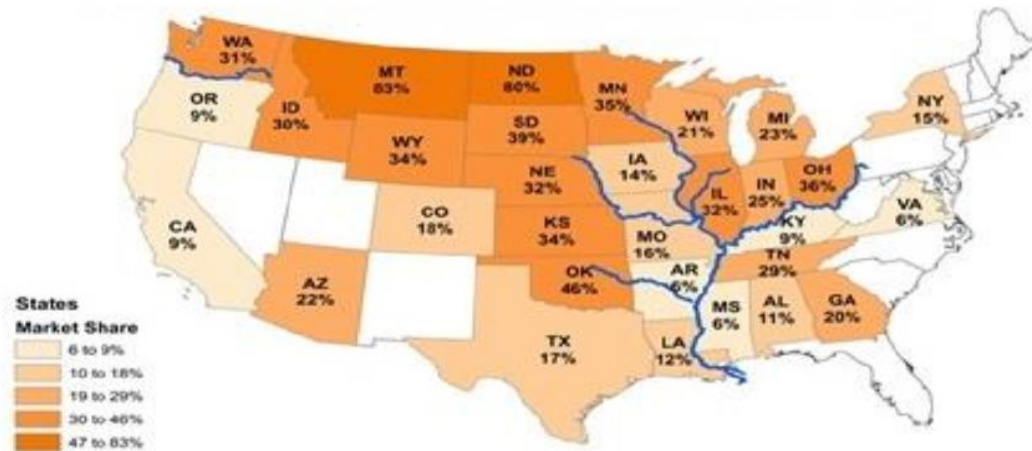 WA
31%
MT
83%
ND
80%
MN
35%
OR
9%
ID
30%
SD
39%
WI
21%
MI
23%
NY
15%
WY
34%
IA
14%
NE
32%
OH
36%
IL
32%
IN
25%
CO
18%
VA
6%
CA
9%
KS
34%
MO
16%
KY
9%
TN
29%
AZ
22%
OK
46%
AR
6%
MS
6%
AL
11%
GA
20%
TX
17%
LA
12%
States
Market Share
6 to 9%
10 to 18%
19 to 29%
30 to 46%
47 to 83%